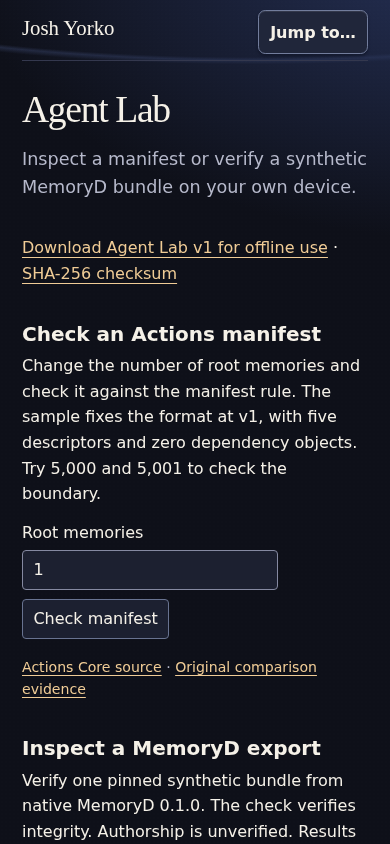 Josh Yorko
Jump to…
Agent Lab
Inspect a manifest or verify a synthetic
MemoryD bundle on your own device.
Download Agent Lab v1 for offline use ·
SHA-256 checksum
Check an Actions manifest
Change the number of root memories and
check it against the manifest rule. The
sample fixes the format at v1, with five
descriptors and zero dependency objects.
Try 5,000 and 5,001 to check the
boundary.
Root memories
1
Check manifest
Actions Core source · Original comparison
evidence
Inspect a MemoryD export
Verify one pinned synthetic bundle from
native MemoryD 0.1.0. The check verifies
integrity. Authorship is unverified. Results